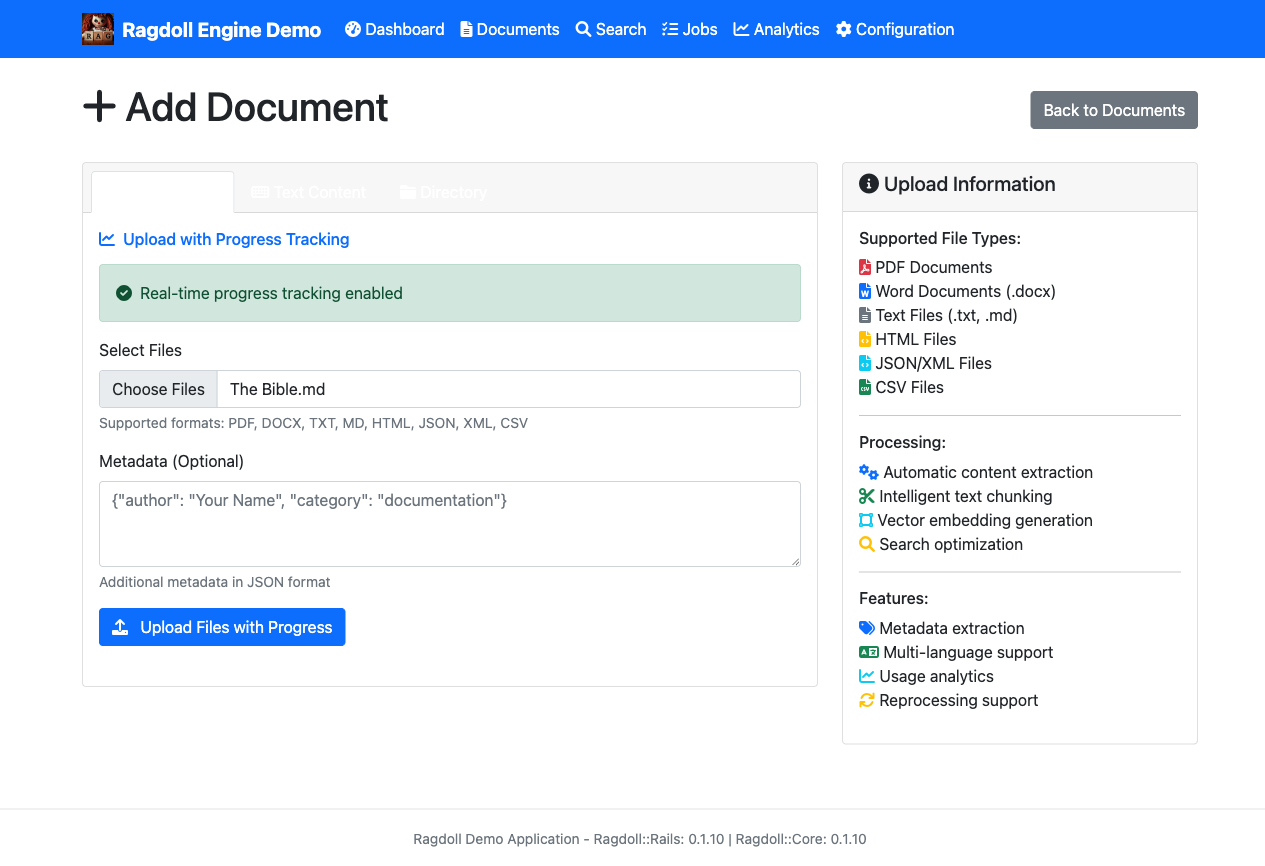 RAG
Ragdoll Engine Demo
Dashboard
Documents
Search
Jobs
Analytics
Configuration
Add Document
Back to Documents
Text Content
Directory
Upload with Progress Tracking
Real-time progress tracking enabled
Select Files
Choose Files The Bible.md
Supported formats: PDF, DOCX, TXT, MD, HTML, JSON, XML, CSV
Metadata (Optional)
{"author": "Your Name", "category": "documentation"}
Additional metadata in JSON format
Upload Files with Progress
Upload Information
Supported File Types:
PDF Documents
Word Documents (.docx)
Text Files (.txt, .md)
HTML Files
JSON/XML Files
CSV Files
Processing:
Automatic content extraction
Intelligent text chunking
Vector embedding generation
Search optimization
Features:
Metadata extraction
Multi-language support
Usage analytics
Reprocessing support
Ragdoll Demo Application - Ragdoll::Rails: 0.1.10 | Ragdoll::Core: 0.1.10